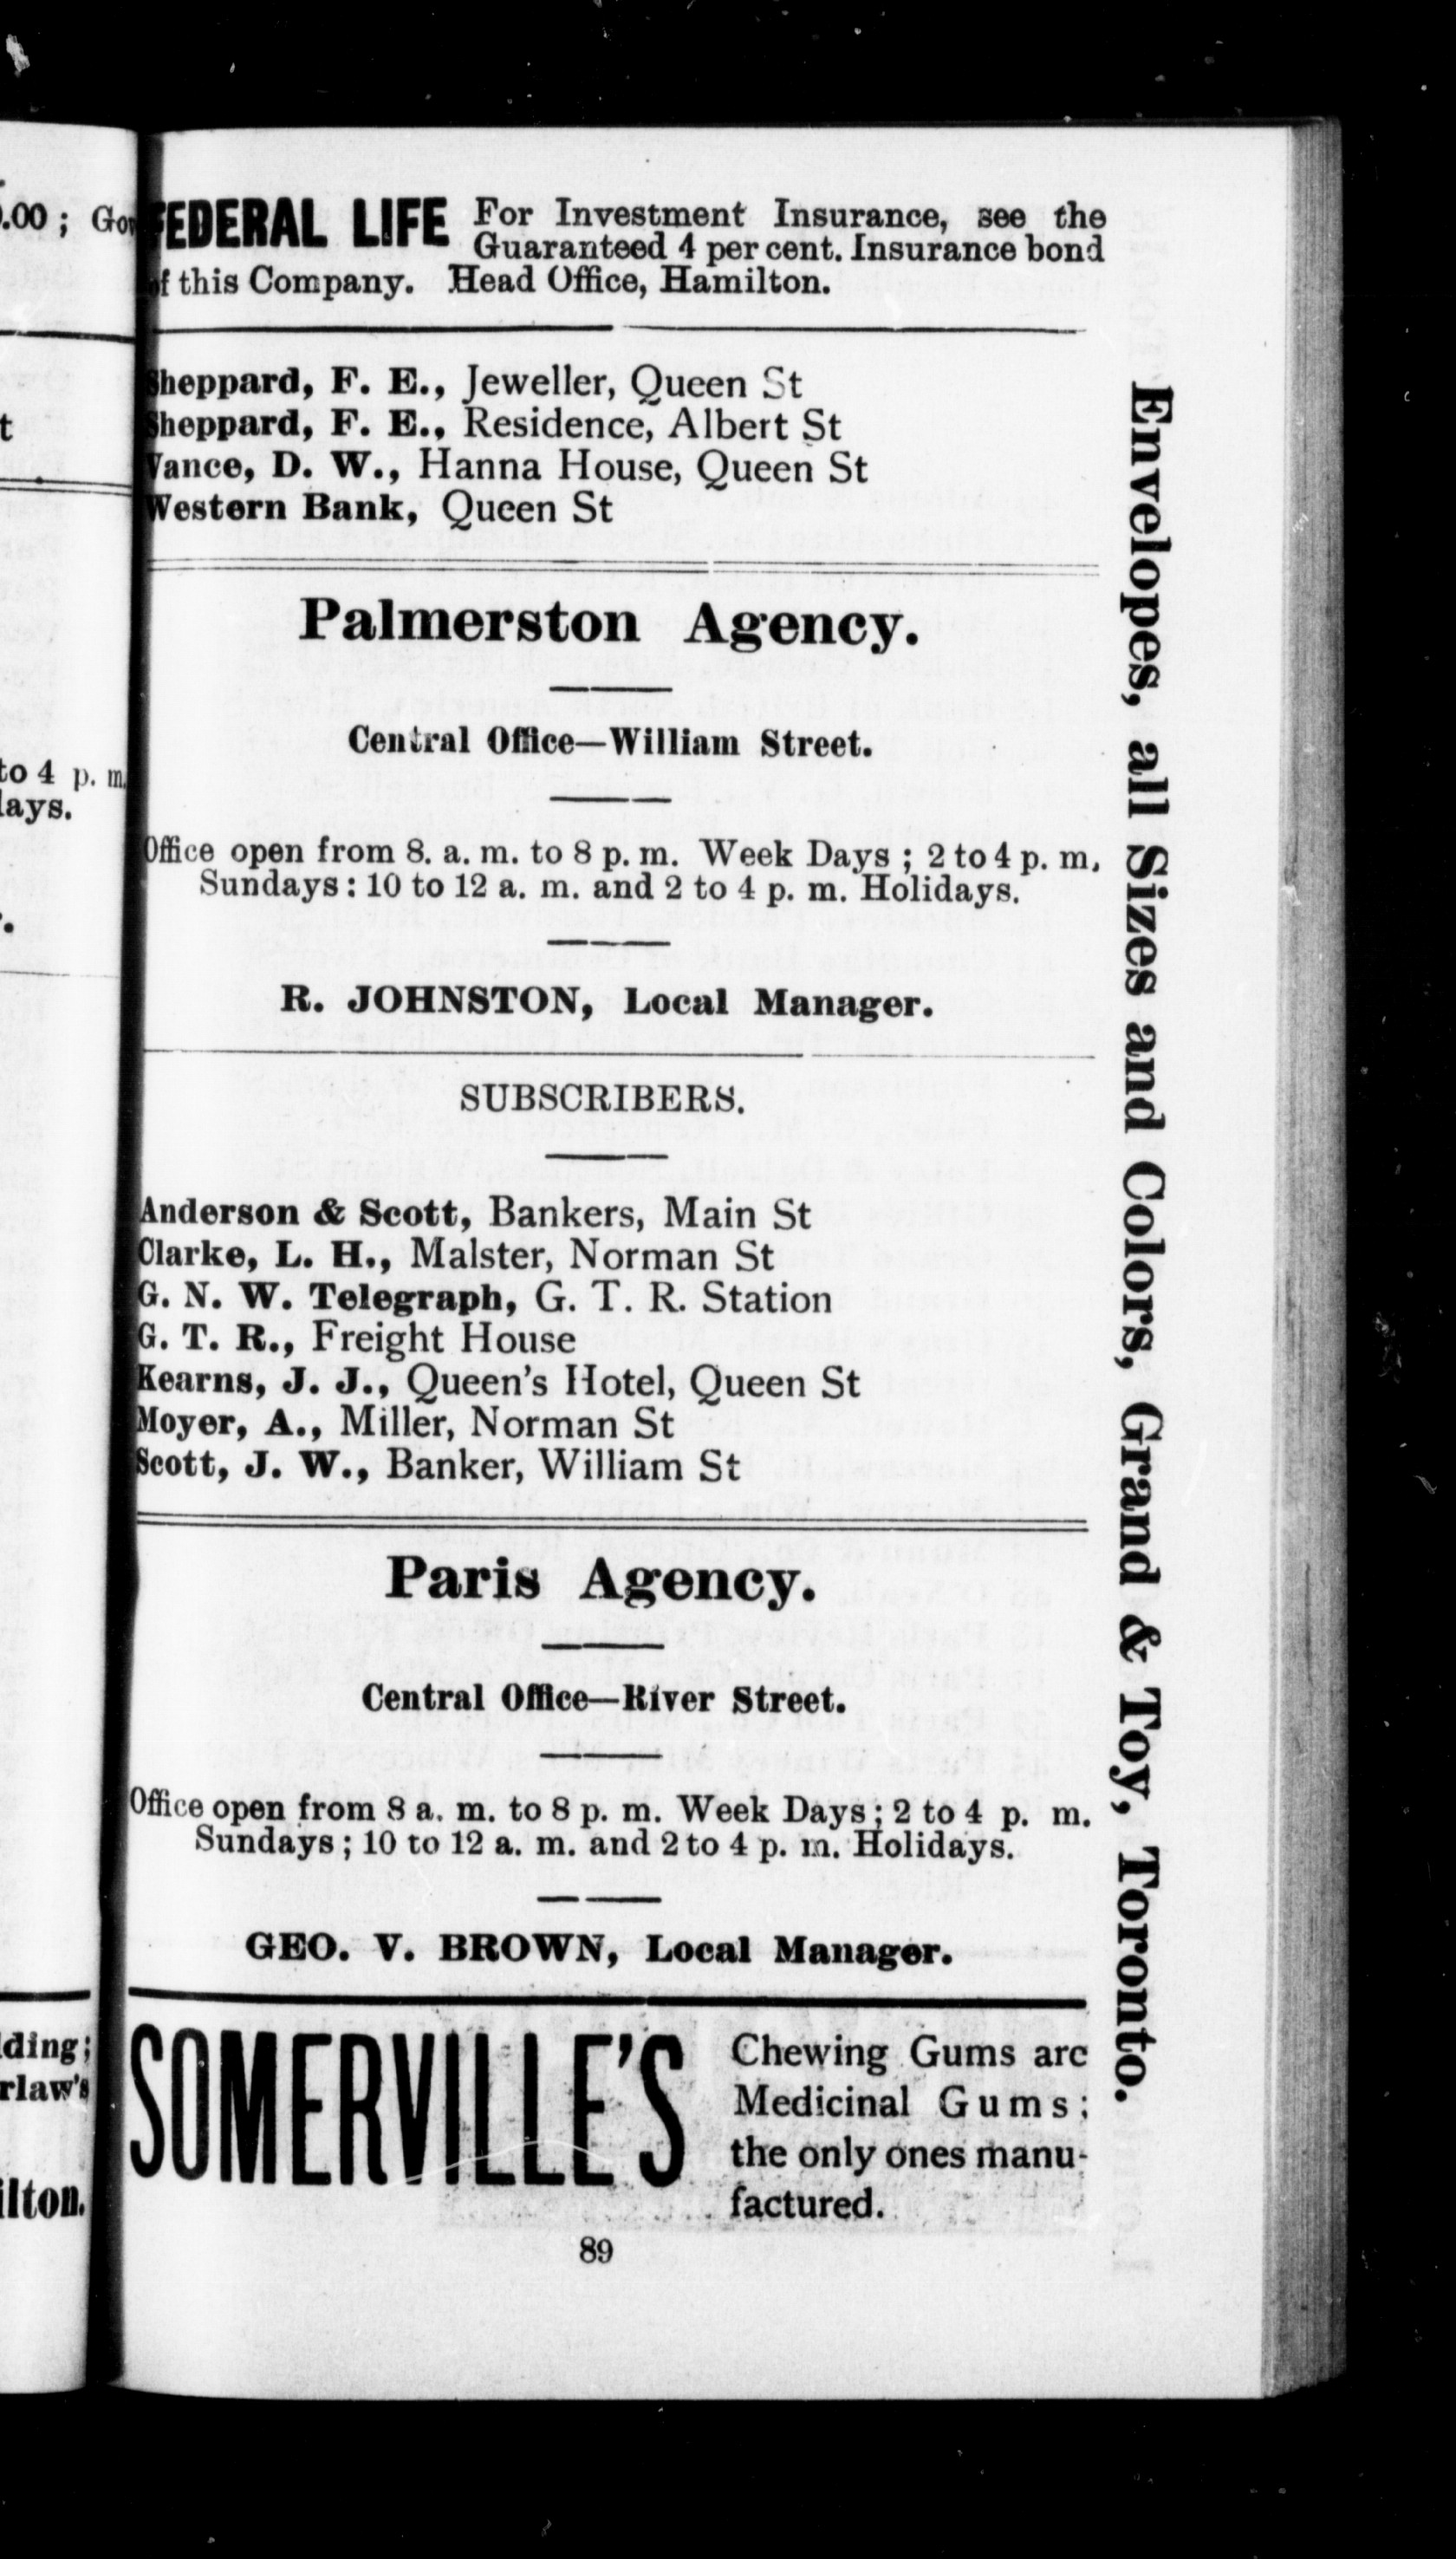 FEDERAL LIFE For Investment Insurance, see the
Guaranteed 4 per cent. Insurance bond
of this Company. Head Office, Hamilton.
Sheppard, F. E., Jeweller, Queen St
Sheppard, F. E., Residence, Albert St
Vance, D. W., Hanna House, Queen St
Western Bank, Queen St
Palmerston Agency.
Central Office—William Street.
Office open from 8. a. m. to 8 p. m. Week Days ; 2 to 4 p. m.
Sundays : 10 to 12 a. m. and 2 to 4 p. m. Holidays.
R. JOHNSTON, Local Manager.
SUBSCRIBERS.
Anderson & Scott, Bankers, Main St
Clarke, L. H., Malster, Norman St
G. N. W. Telegraph, G. T. R. Station
G. T. R., Freight House
Kearns, J. J., Queen's Hotel, Queen St
Moyer, A., Miller, Norman St
Scott, J. W., Banker, William St
Paris Agency.
Central Office—River Street.
Office open from 8 a. m. to 8 p. m. Week Days ; 2 to 4 p. m.
Sundays ; 10 to 12 a. m. and 2 to 4 p. m. Holidays.
GEO. V. BROWN, Local Manager.
SOMERVILLE'S Chewing Gums are
Medicinal Gums ;
the only ones manu-
factured.
89
Envelopes, all Sizes and Colors, Grand & Toy, Toronto.